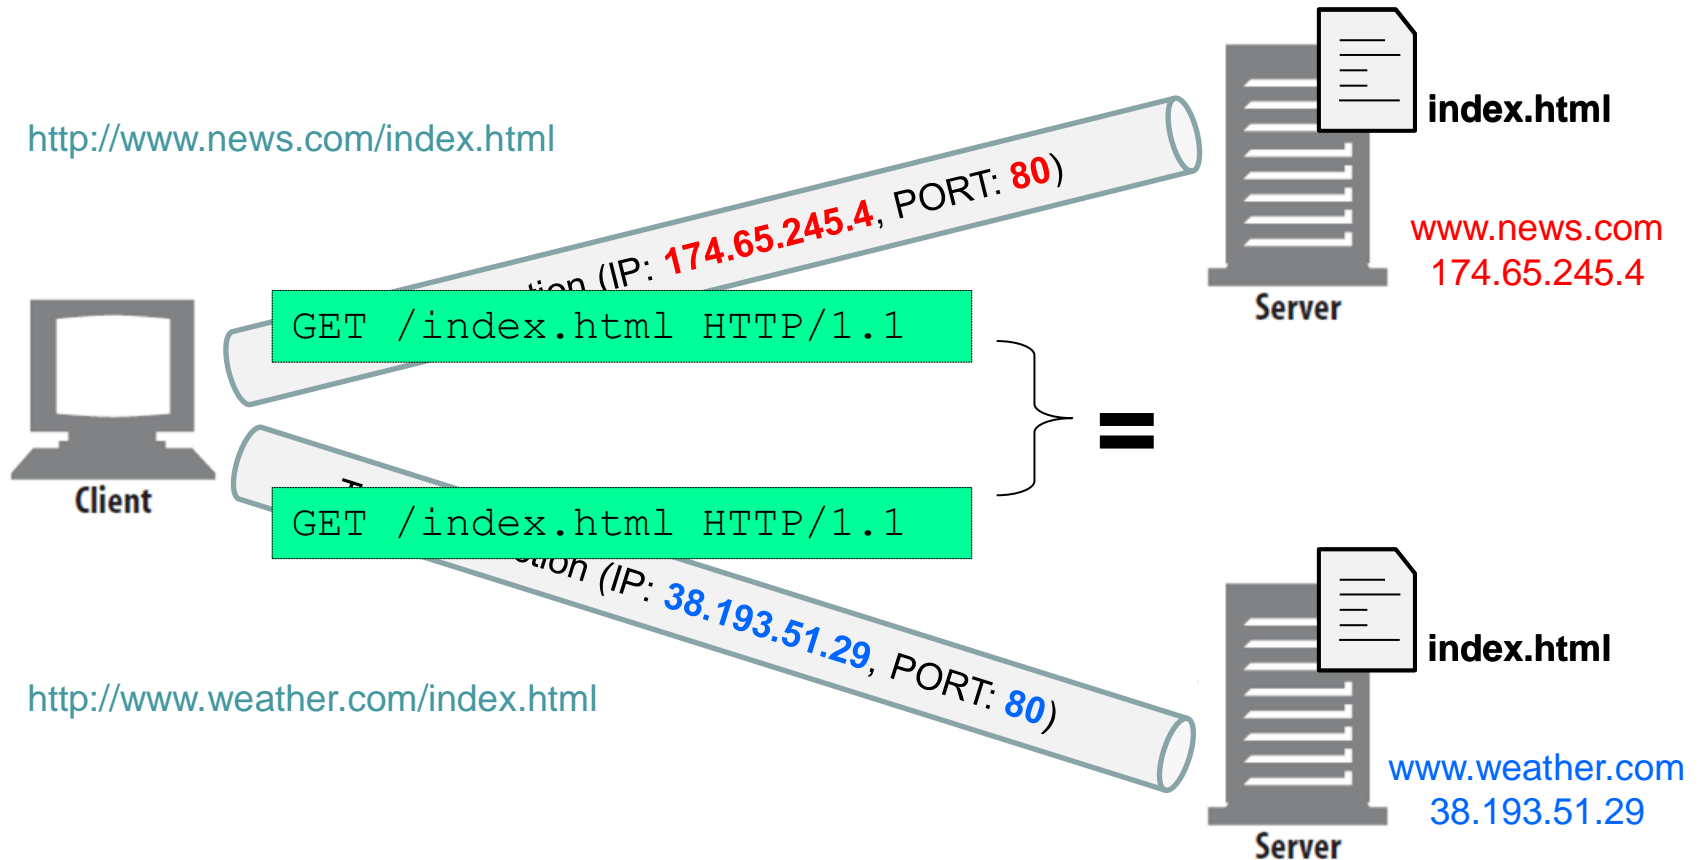 index.html
http://www.news.com/index.html
(IP: 174.65.245.4, PORT: 80)
www.news.com
174.65.245.4
Server
GET /index.html HTTP/1.1
Client
GET /index.html HTTP/1.1
(IP: 38.193.51.29, PORT: 80)
index.html
http://www.weather.com/index.html
www.weather.com
38.193.51.29
Server
=